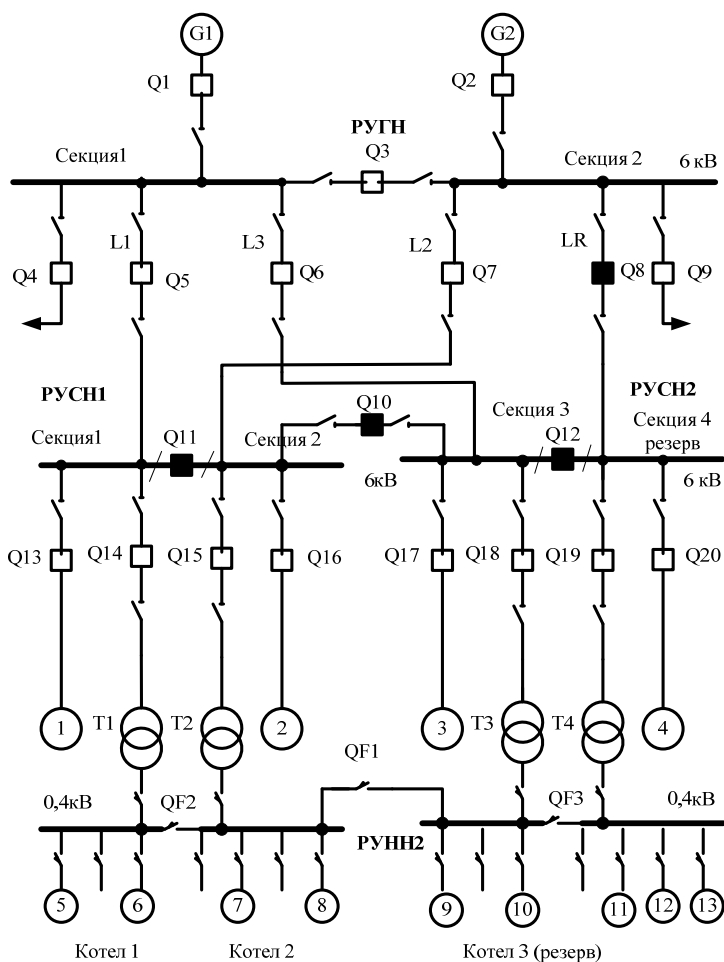 G1
G2
Q1
Q2
РУГН
Секция1
Q3
Секция 2
6 кВ
L1
L3
L2
LR
Q4
Q5
Q6
Q7
Q8
Q9
РУСН1
РУСН2
Q10
Секция 3
Секция 4
резерв
Секция1
Q11
Секция 2
Q12
6кВ
6 кВ
Q13
Q14
Q15
Q16
Q17
Q18
Q19
Q20
1
T1
T2
2
3
T3
T4
4
QF1
0,4кВ
QF2
QF3
0,4кВ
РУНН2
5
6
7
8
9
10
11
12
13
Котел 1
Котел 2
Котел 3 (резерв)